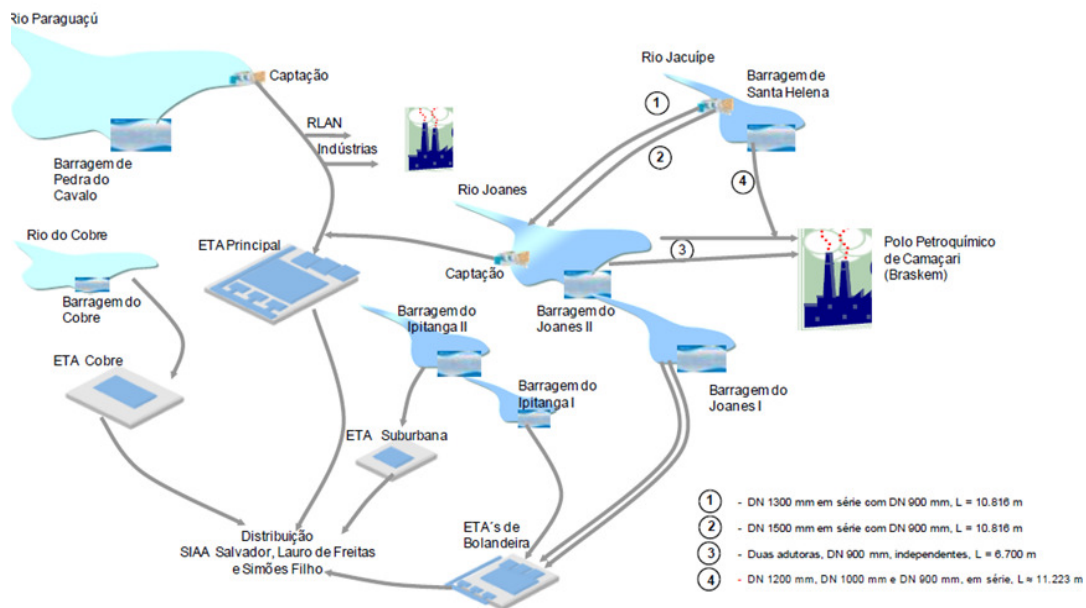 Rio Paraguaçú
Captação
RLAN
Indústrias
Barragem de
Pedra do
Cavalo
Rio Jacuípe
Barragem de
Santa Helena
1
2
4
Rio Joanes
Captação
3
Polo Petroquímico
de Camaçari
(Braskem)
Rio do Cobre
ETA Principal
Barragem do
Cobre
Barragem do
Ipitanga II
Barragem do
Joanes II
ETA Cobre
Barragem do
Ipitanga I
Barragem do
Joanes I
ETA Suburbana
Distribuição
SIAA Salvador, Lauro de Freitas
e Simões Filho
ETA´s de
Bolandeira
1 - DN 1300 mm em série com DN 900 mm, L = 10.816 m
2 - DN 1500 mm em série com DN 900 mm, L = 10.816 m
3 - Duas adutoras, DN 900 mm, independentes, L = 6.700 m
4 - DN 1200 mm, DN 1000 mm e DN 900 mm, em série, L ≈ 11.223 m